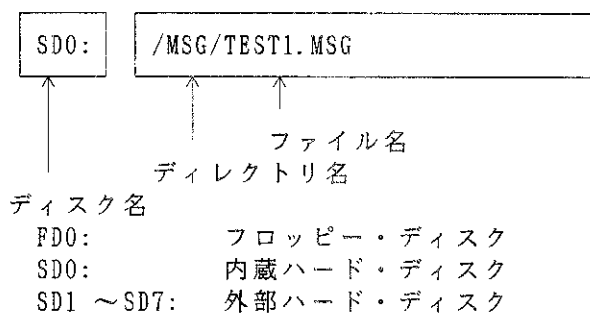 SD0: /MSG/TEST1.MSG
ファイル名
ディレクトリ名
ディスク名
FD0: フロッピー・ディスク
SD0: 内蔵ハード・ディスク
SD1 ～SD7: 外部ハード・ディスク